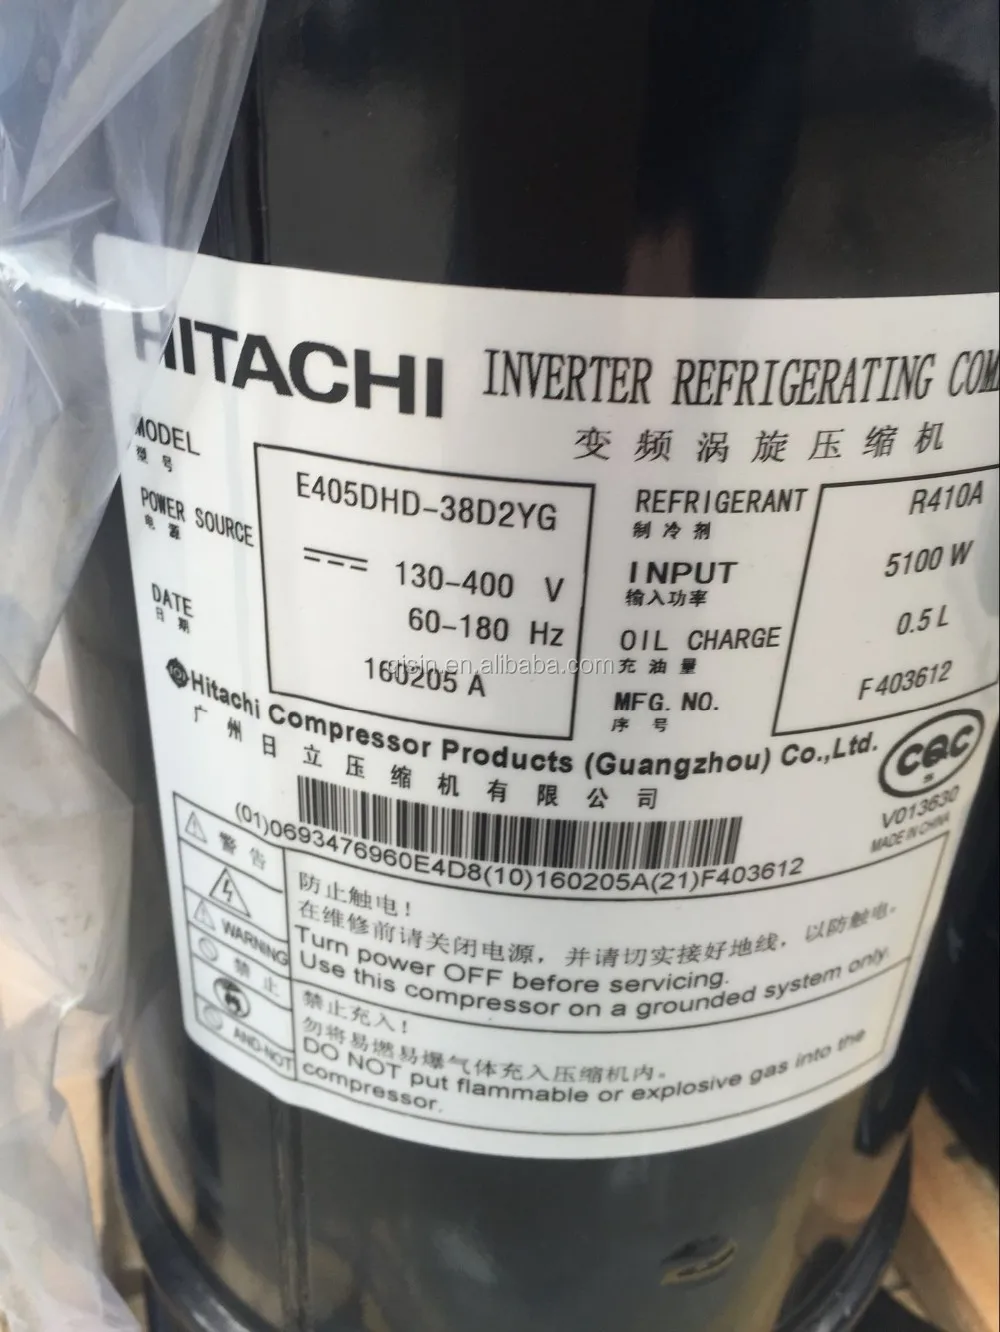 HITACHI INVERTER REFRIGERATING COM
变频涡旋压缩机
MODEL
型号
E405DHD-38D2YG
POWER SOURCE
电源
130-400 V
60-180 Hz
DATE
日期
160205 A
REFRIGERANT
制冷剂
R410A
INPUT
输入功率
5100 W
OIL CHARGE
充油量
0.5 L
MFG. NO.
序号
F403612
qisin.en.alibaba.com
Hitachi Compressor Products (Guangzhou) Co.,Ltd.
广州日立压缩机有限公司
CQC
S
V013630
MADE IN CHINA
(01)0693476960E4D8(10)160205A(21)F403612
警告
WARNING
防止触电!
在维修前请关闭电源，并请切实接好地线，以防触电。
Turn power OFF before servicing.
Use this compressor on a grounded system only.
禁止
AND-NOT
禁止充入!
勿将易燃易爆气体充入压缩机内。
DO NOT put flammable or explosive gas into the
compressor.